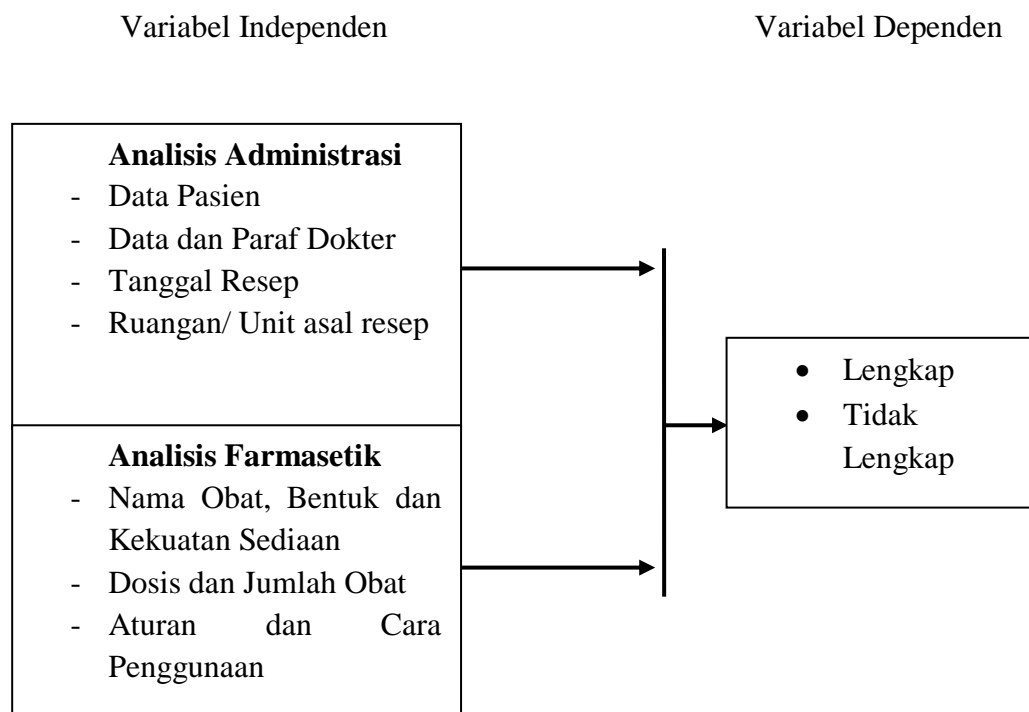 Variabel Independen
Variabel Dependen
Analisis Administrasi
- Data Pasien
- Data dan Paraf Dokter
- Tanggal Resep
- Ruangan/ Unit asal resep
Analisis Farmasetik
- Nama Obat, Bentuk dan
Kekuatan Sediaan
- Dosis dan Jumlah Obat
- Aturan dan Cara
Penggunaan
• Lengkap
• Tidak
Lengkap